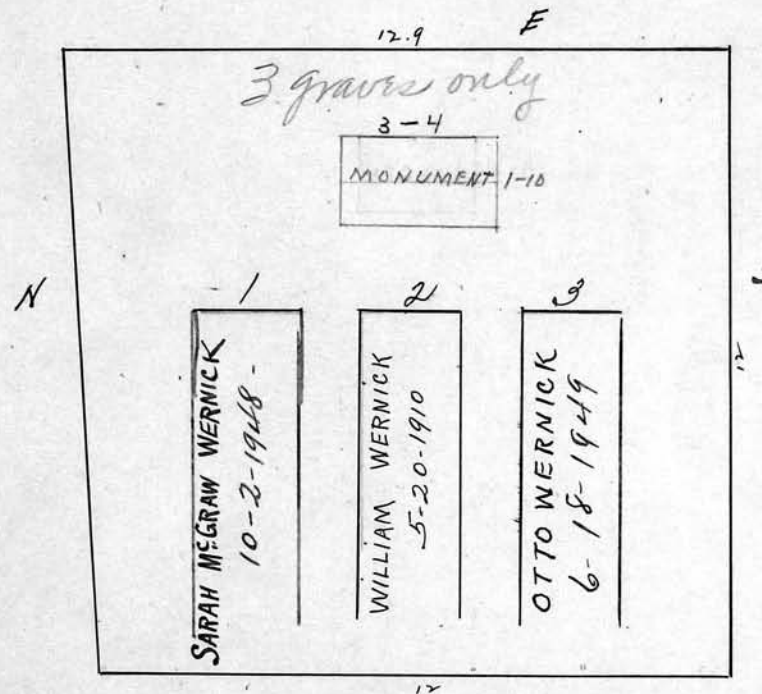 12.9 E
3 graves only
3-4
MONUMENT 1-10
N
1 2 3
SARAH McGRAW WERNICK
10-2-1948-
WILLIAM WERNICK
5-20-1910
OTTO WERNICK
6-18-1949
12
12